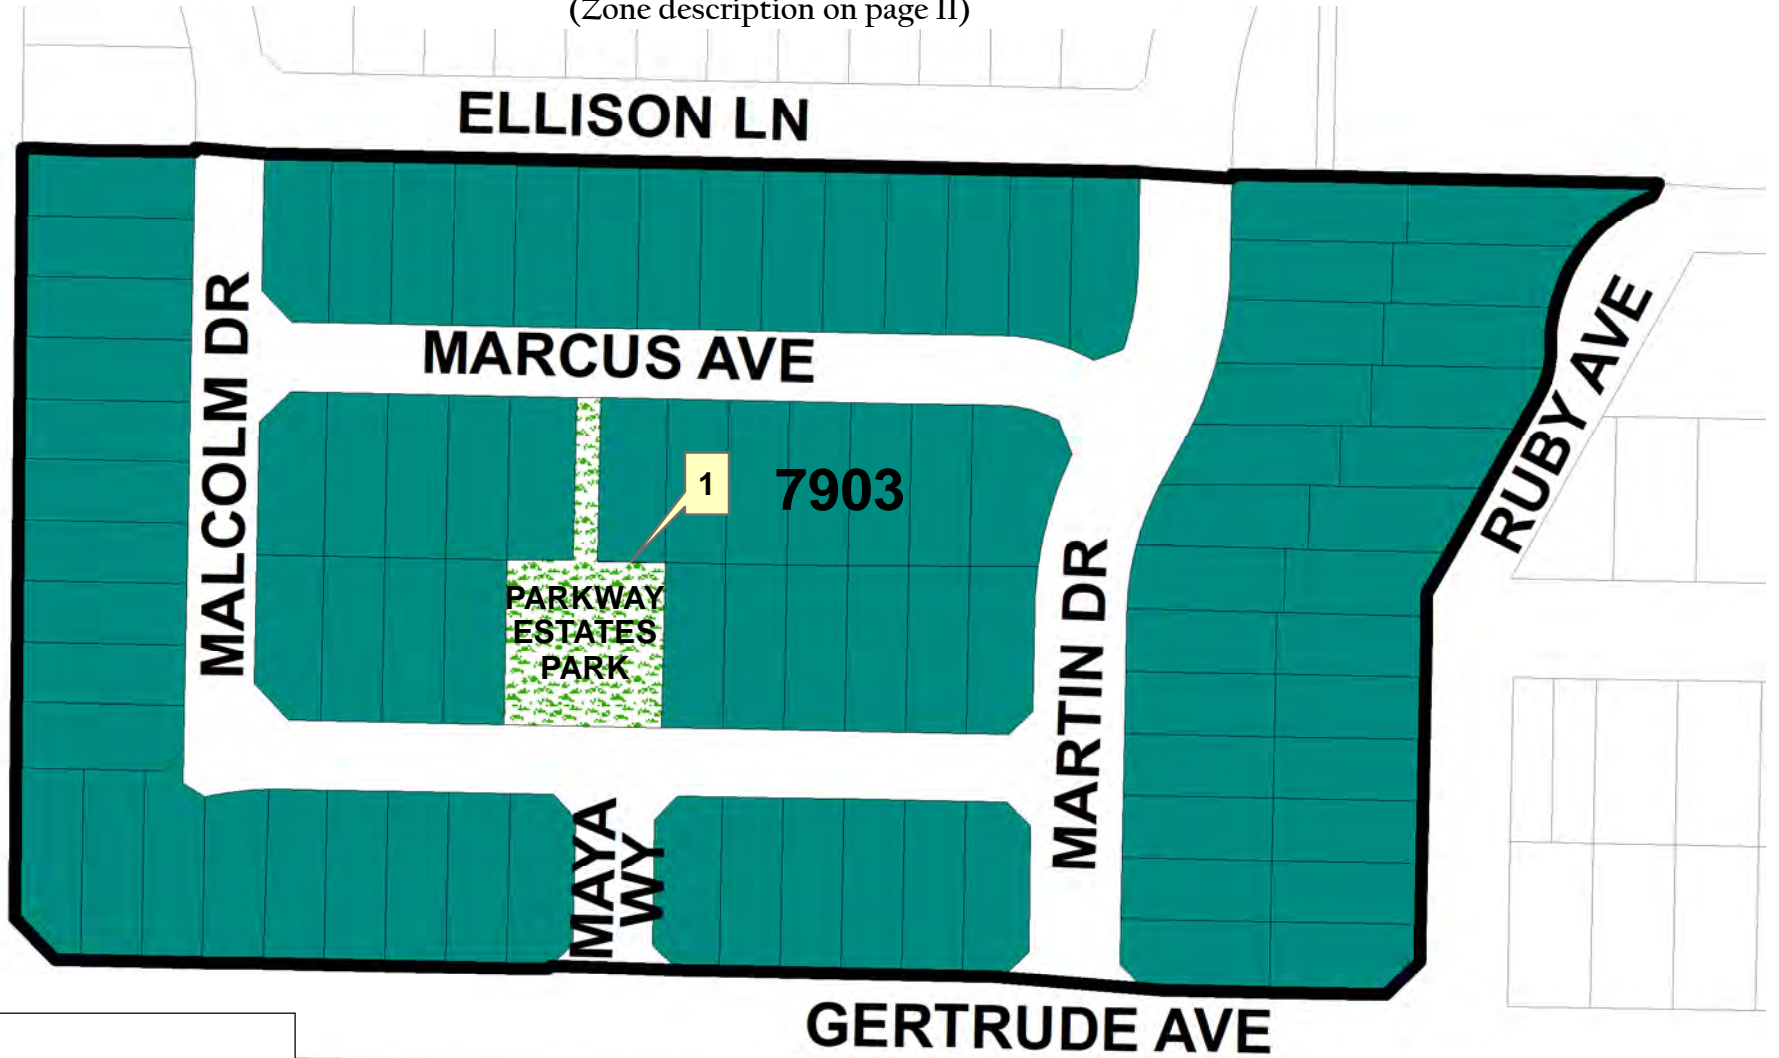 (Zone description on page II)
ELLISON LN
MALCOLM DR
MARCUS AVE
RUBY AVE
1
7903
PARKWAY
ESTATES
PARK
MARTIN DR
MAYA
WY
GERTRUDE AVE